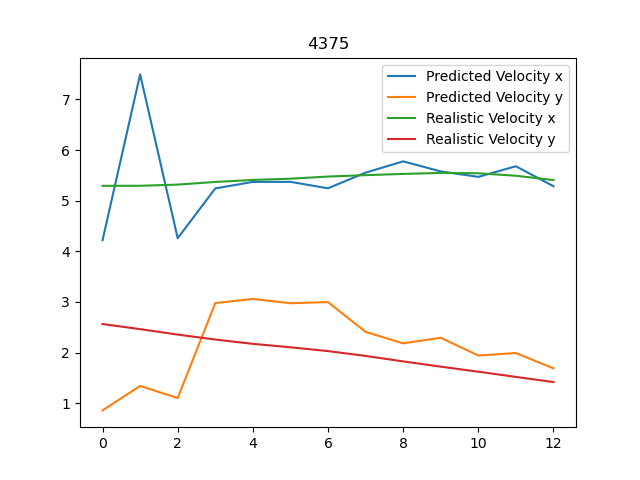 4375
Predicted Velocity x
Predicted Velocity y
Realistic Velocity x
Realistic Velocity y
7
6
5
4
3
2
1
0 2 4 6 8 10 12